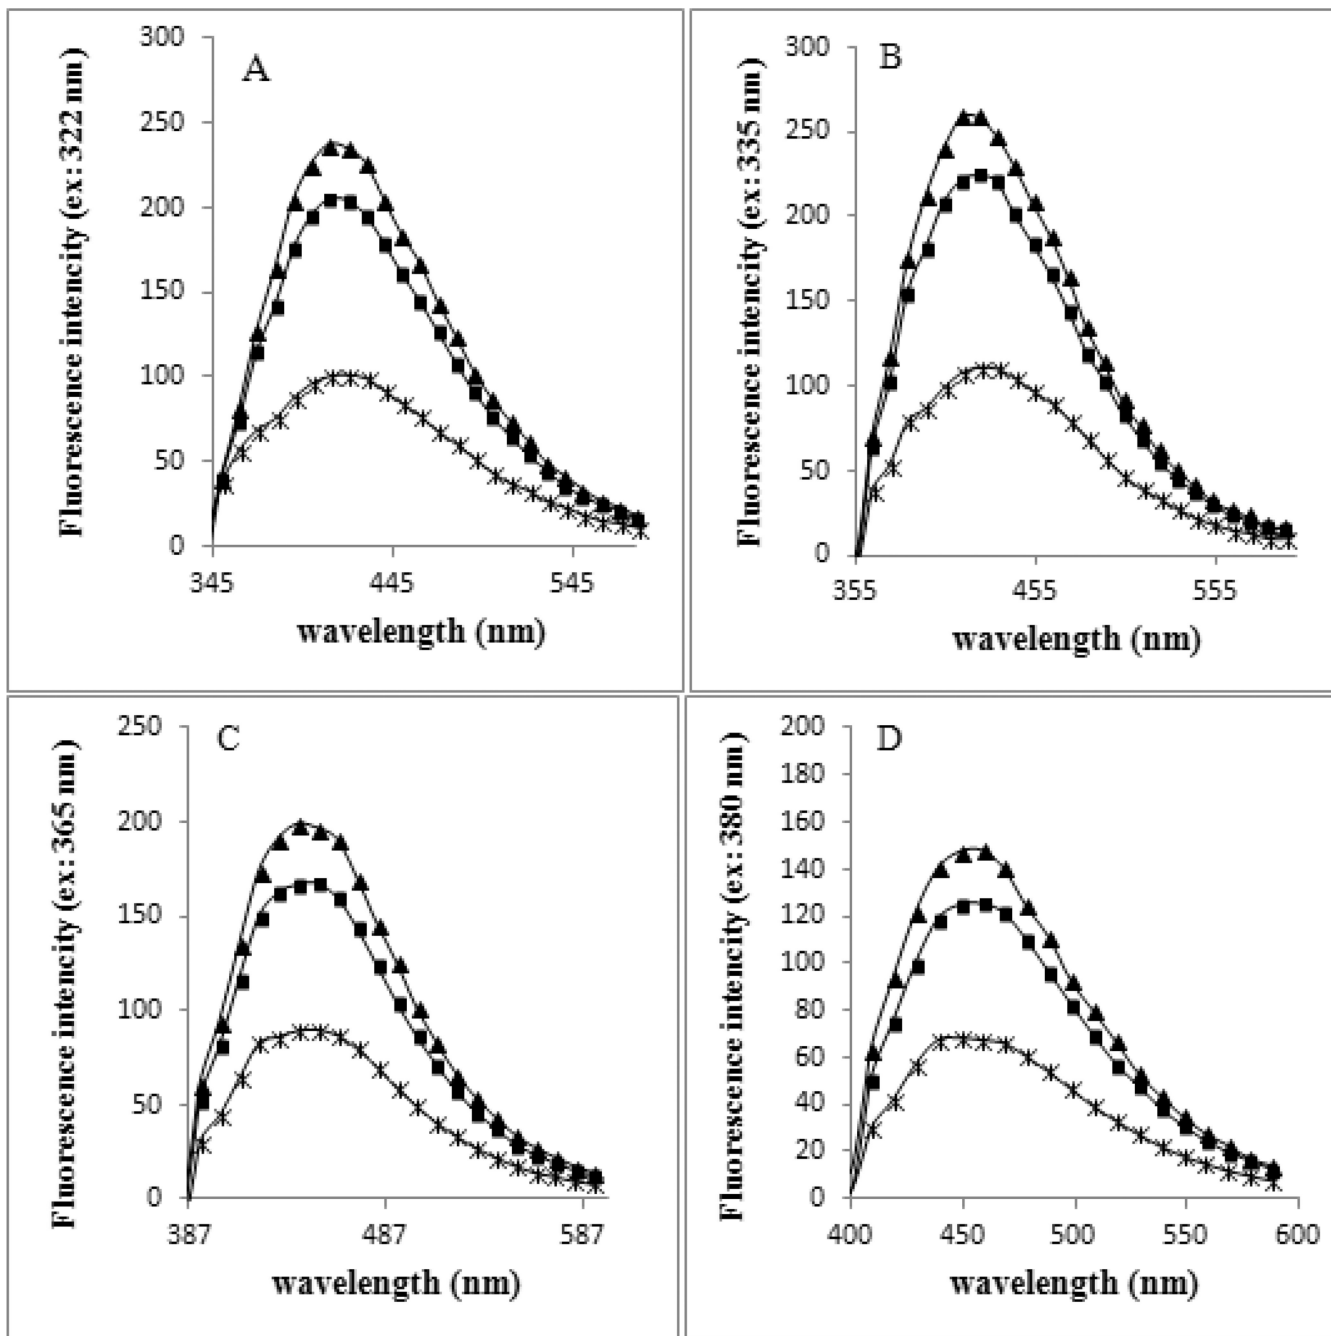 A
Fluorescence intencity (ex: 322 nm)
300
250
200
150
100
50
0
345 445 545
wavelength (nm)
B
Fluorescence intencity (ex: 335 nm)
300
250
200
150
100
50
0
355 455 555
wavelength (nm)
C
Fluorescence intencity (ex: 365 nm)
250
200
150
100
50
0
387 487 587
wavelength (nm)
D
Fluorescence intencity (ex: 380 nm)
200
180
160
140
120
100
80
60
40
20
0
400 450 500 550 600
wavelength (nm)